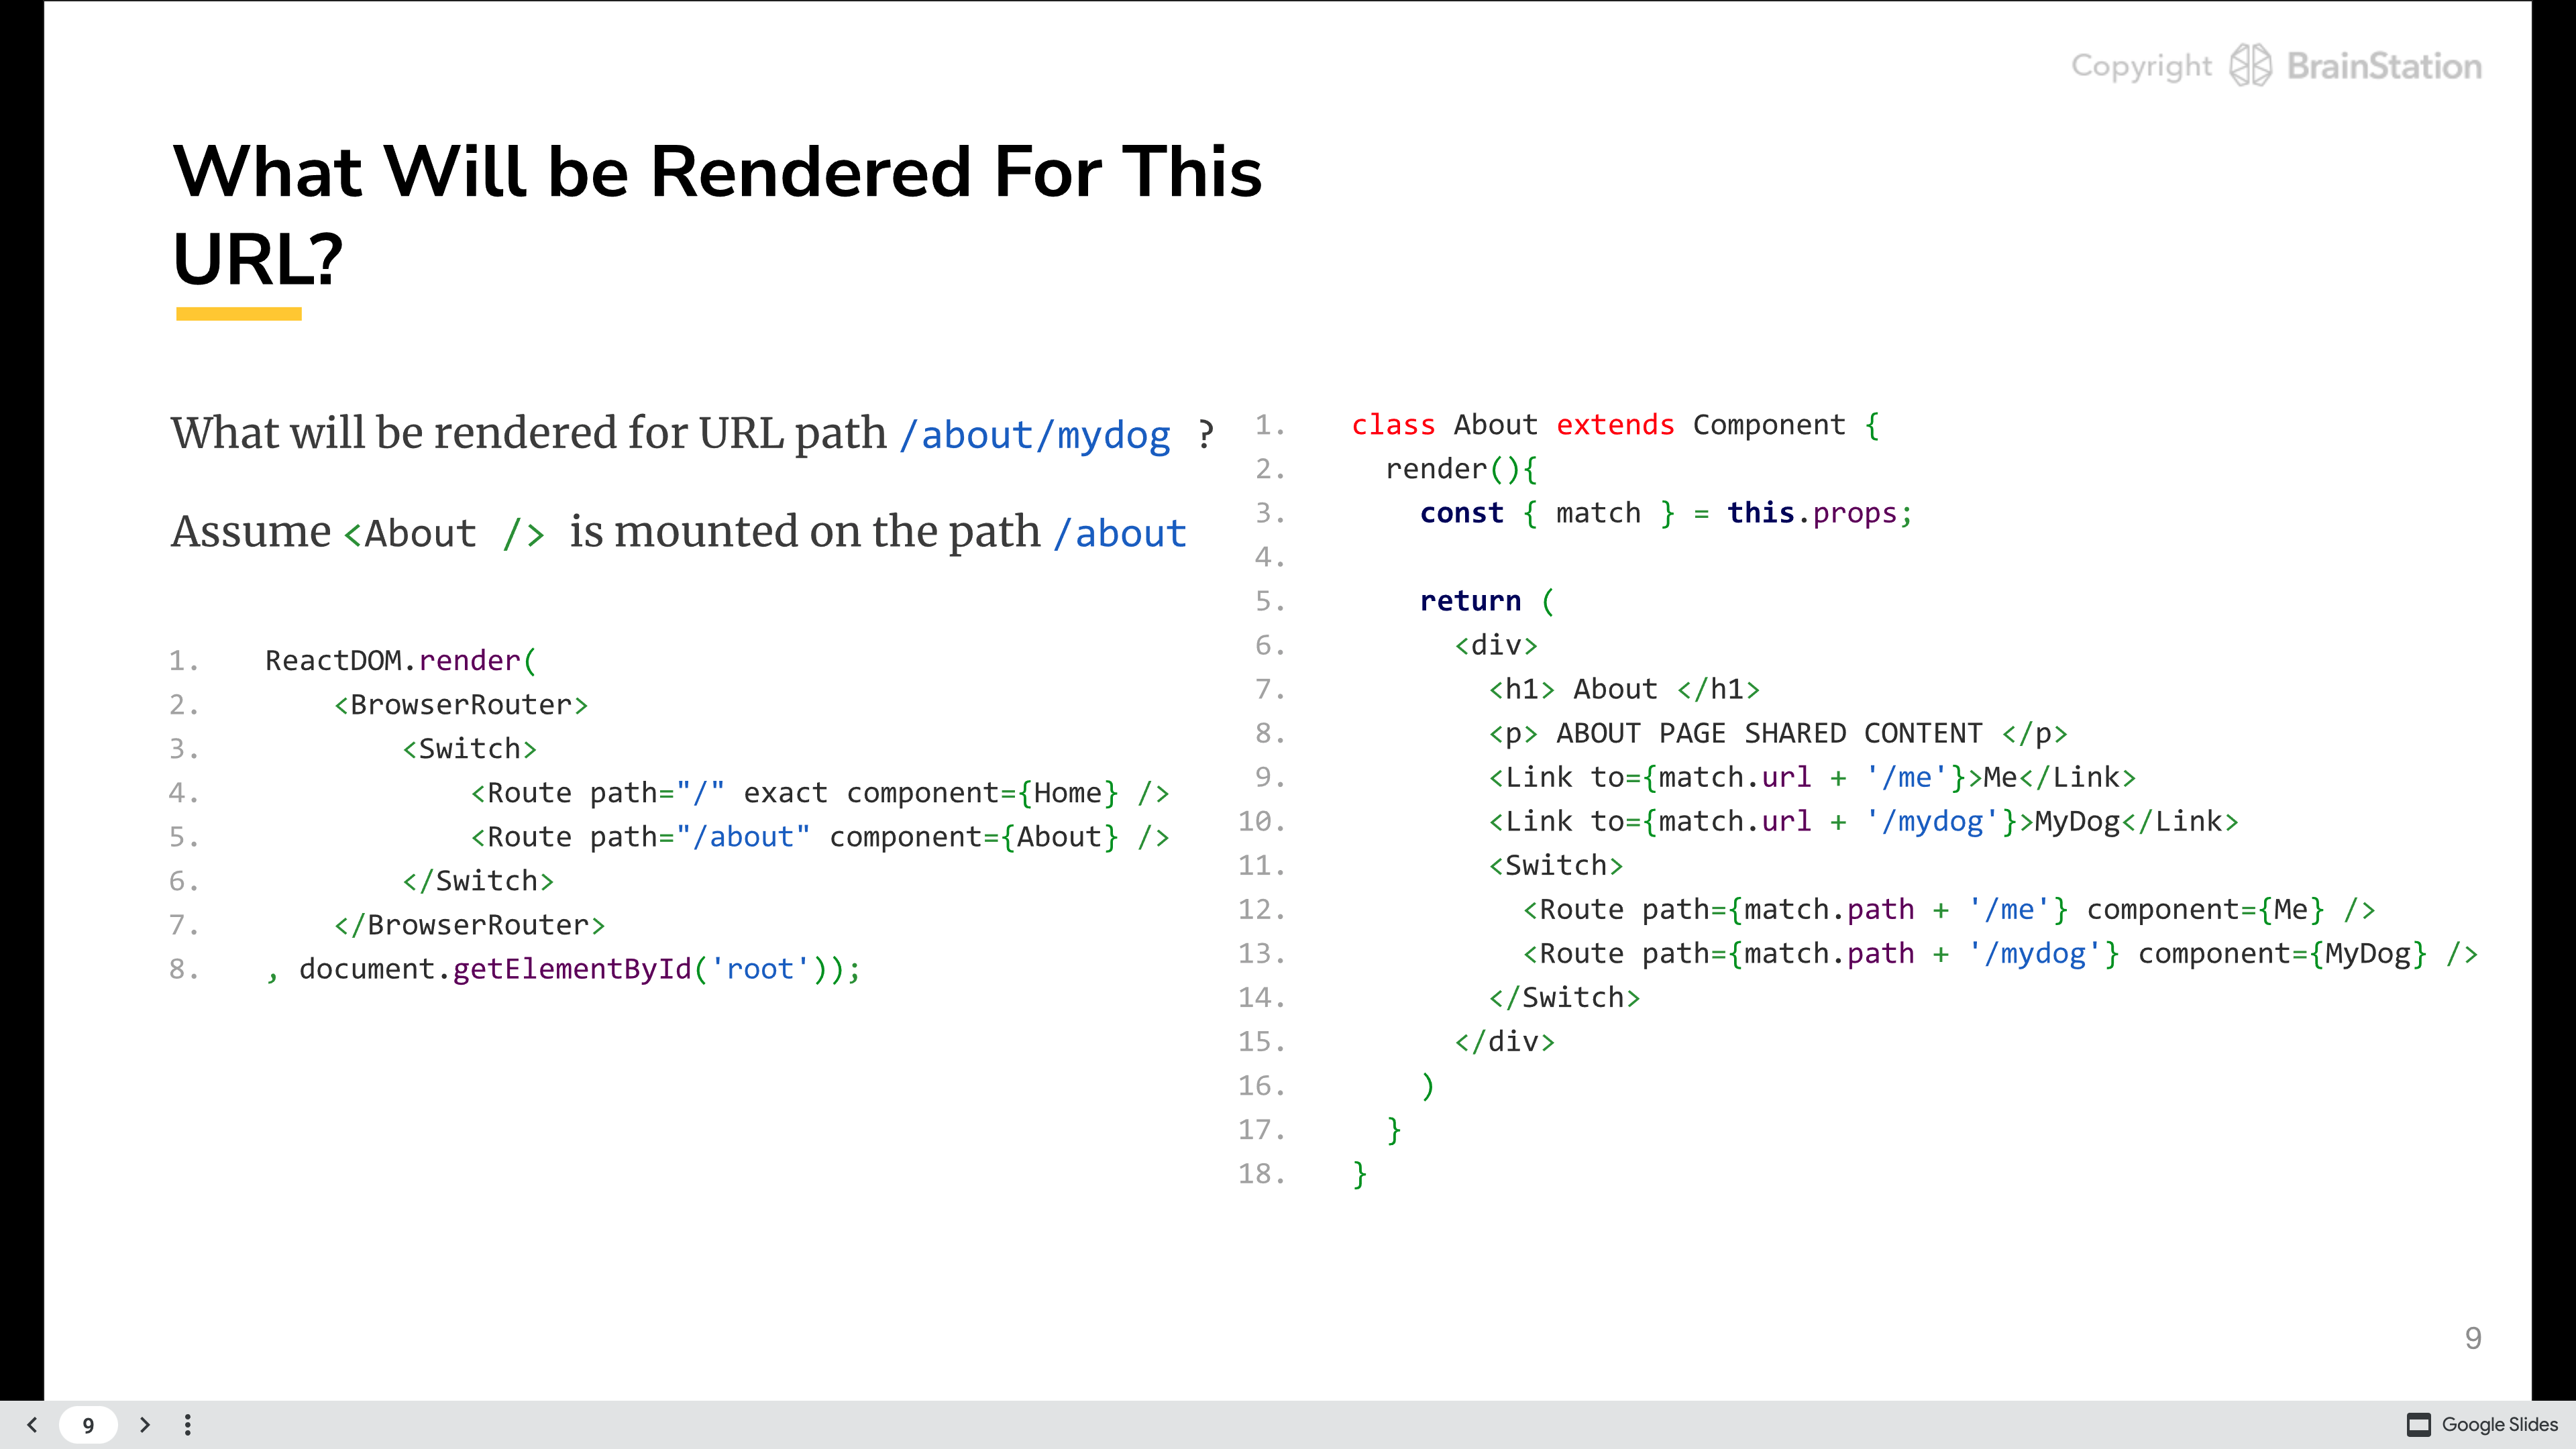 Copyright BrainStation
What Will be Rendered For This
URL?
What will be rendered for URL path /about/mydog ?
Assume <About /> is mounted on the path /about
1. ReactDOM.render(
2. <BrowserRouter>
3. <Switch>
4. <Route path="/" exact component={Home} />
5. <Route path="/about" component={About} />
6. </Switch>
7. </BrowserRouter>
8. , document.getElementById('root'));
1. class About extends Component {
2. render(){
3. const { match } = this.props;
4.
5. return (
6. <div>
7. <h1> About </h1>
8. <p> ABOUT PAGE SHARED CONTENT </p>
9. <Link to={match.url + '/me'}>Me</Link>
10. <Link to={match.url + '/mydog'}>MyDog</Link>
11. <Switch>
12. <Route path={match.path + '/me'} component={Me} />
13. <Route path={match.path + '/mydog'} component={MyDog} />
14. </Switch>
15. </div>
16. )
17. }
18. }
9
9
Google Slides